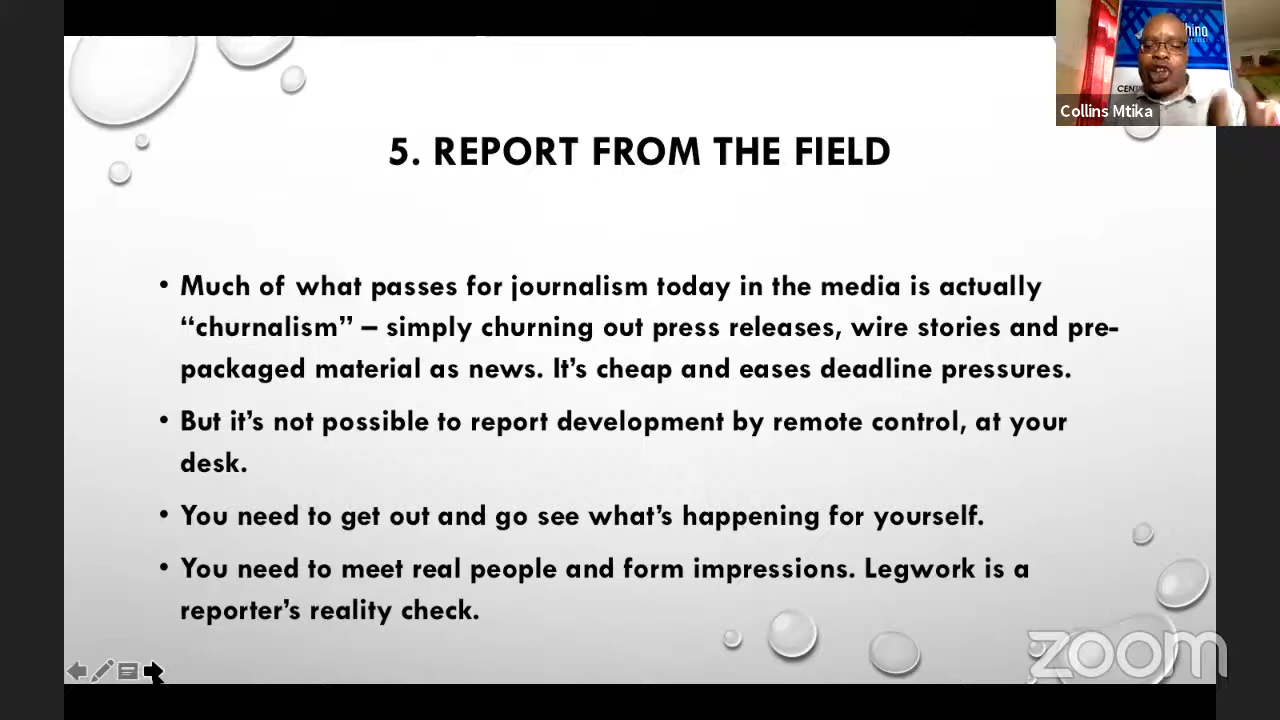 Collins Mtika
5. REPORT FROM THE FIELD
• Much of what passes for journalism today in the media is actually
“churnalism” – simply churning out press releases, wire stories and pre-
packaged material as news. It’s cheap and eases deadline pressures.
• But it’s not possible to report development by remote control, at your
desk.
• You need to get out and go see what’s happening for yourself.
• You need to meet real people and form impressions. Legwork is a
reporter’s reality check.
zoom